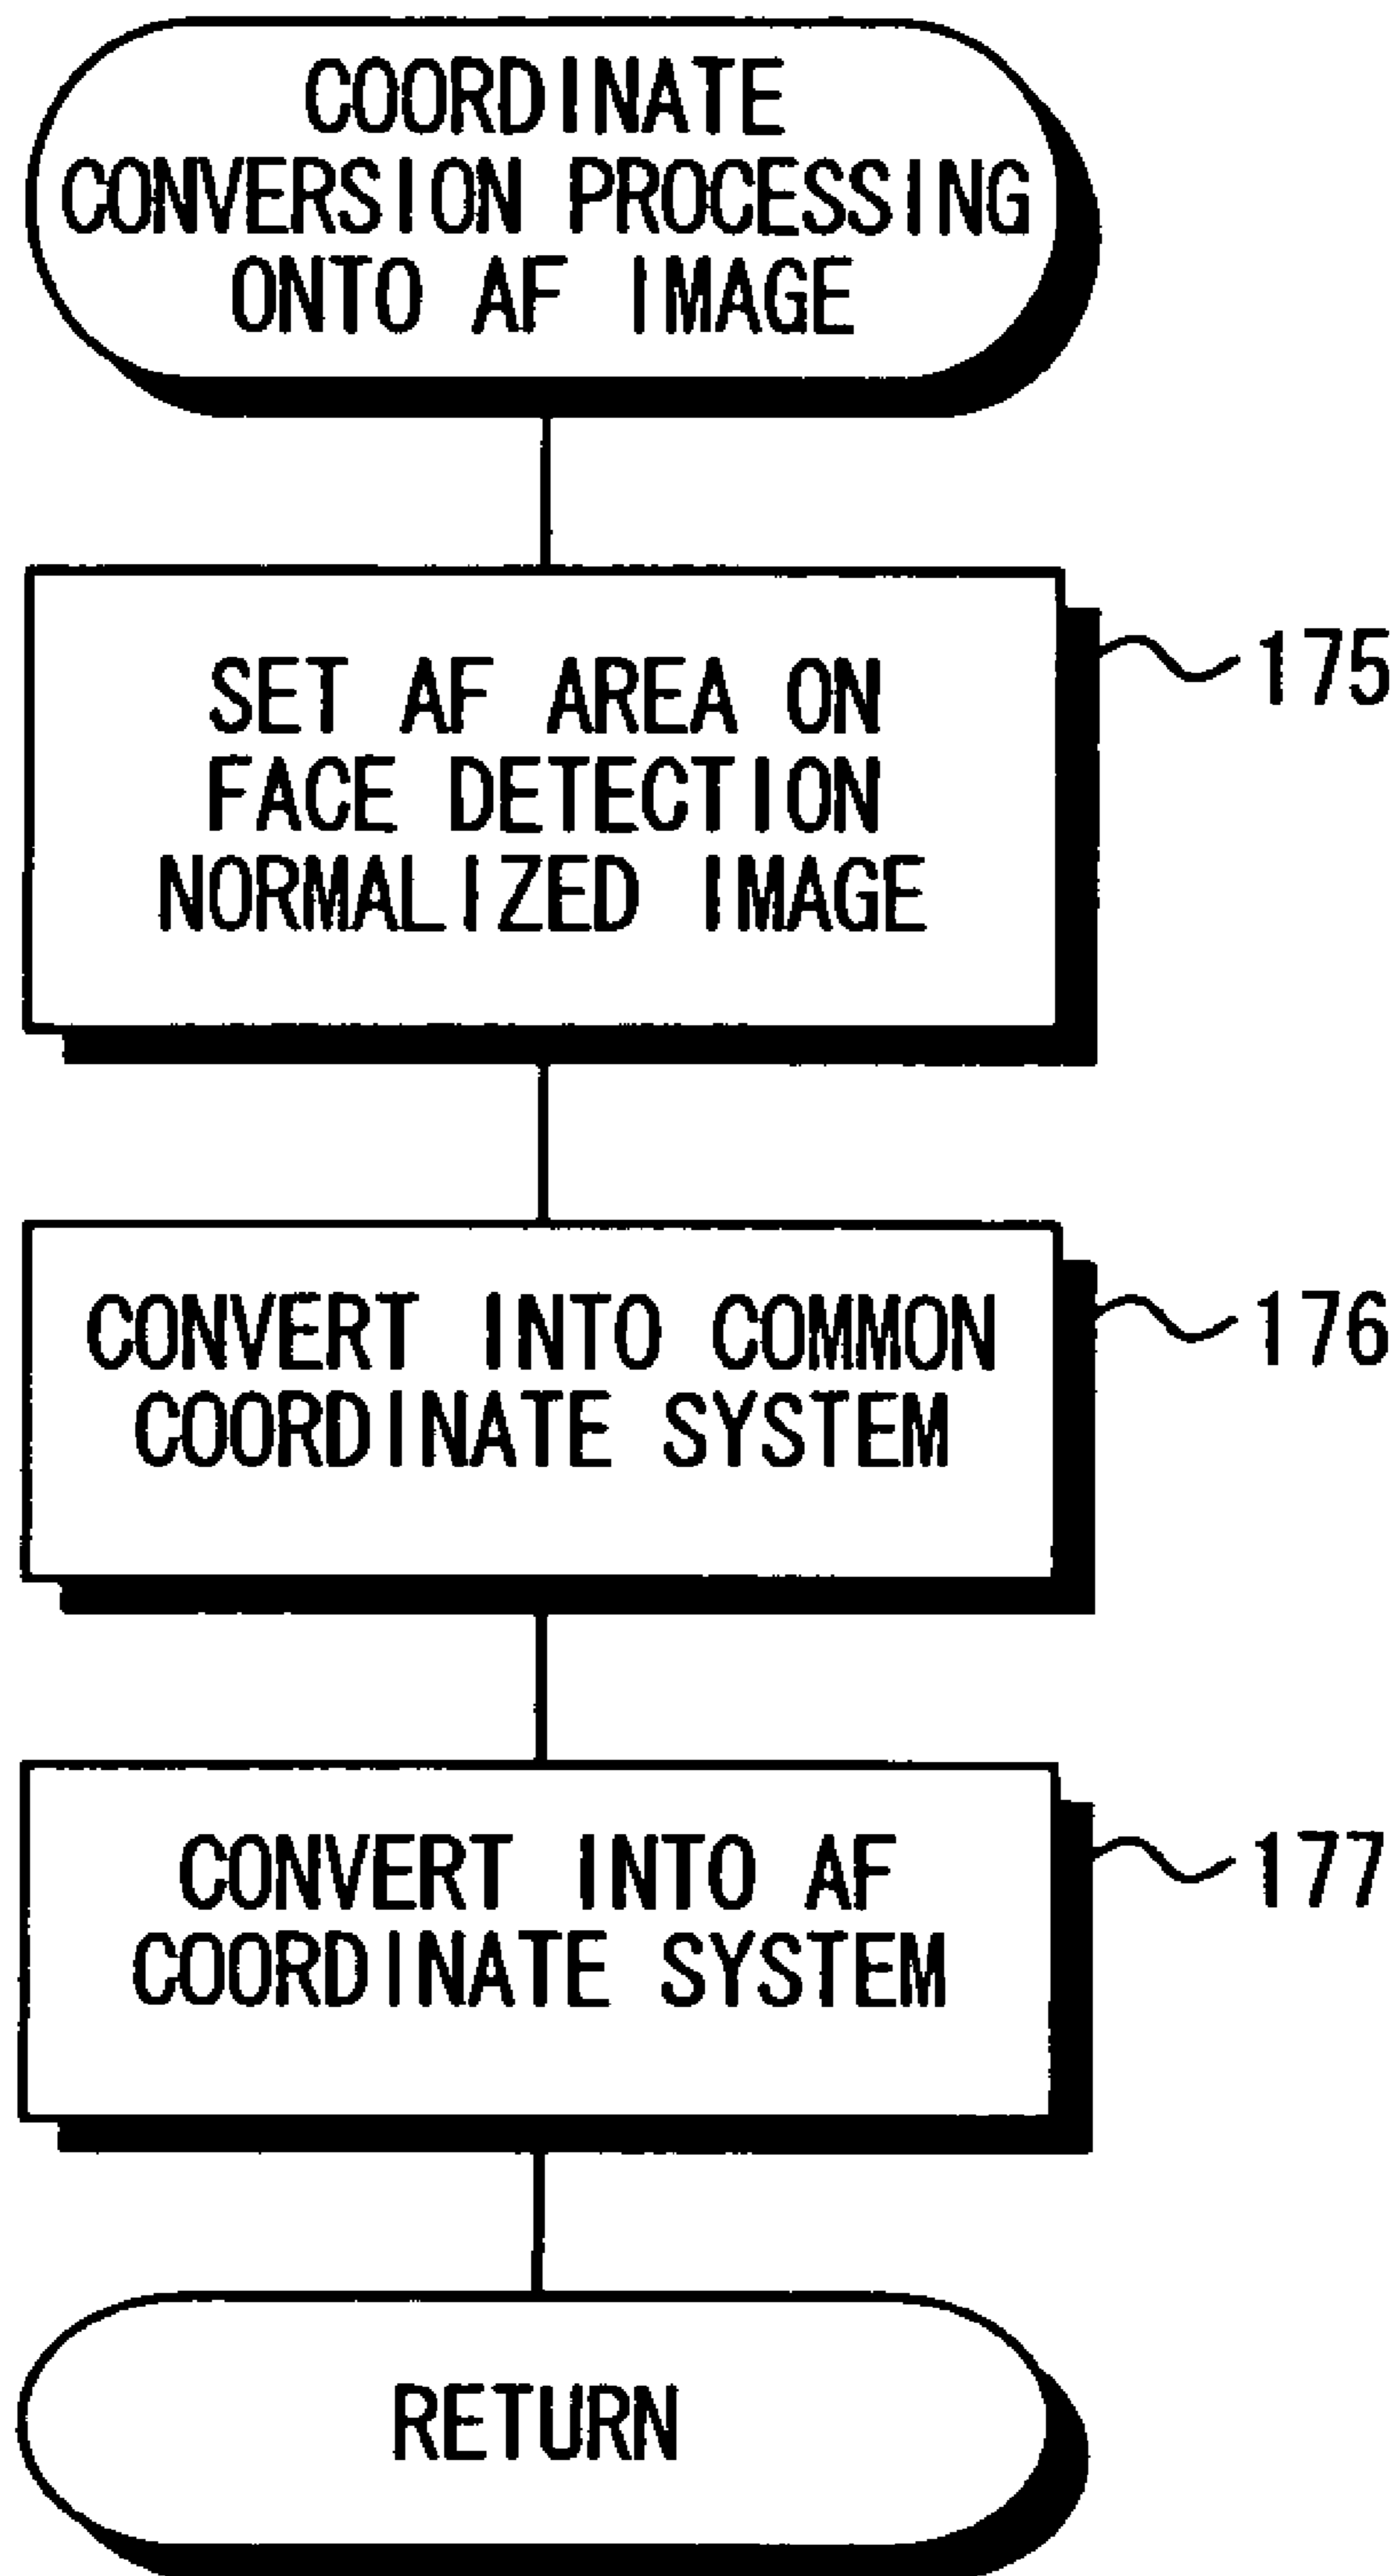 COORDINATE
CONVERSION PROCESSING
ONTO AF IMAGE
SET AF AREA ON
FACE DETECTION
NORMALIZED IMAGE
175
CONVERT INTO COMMON
COORDINATE SYSTEM
176
CONVERT INTO AF
COORDINATE SYSTEM
177
RETURN